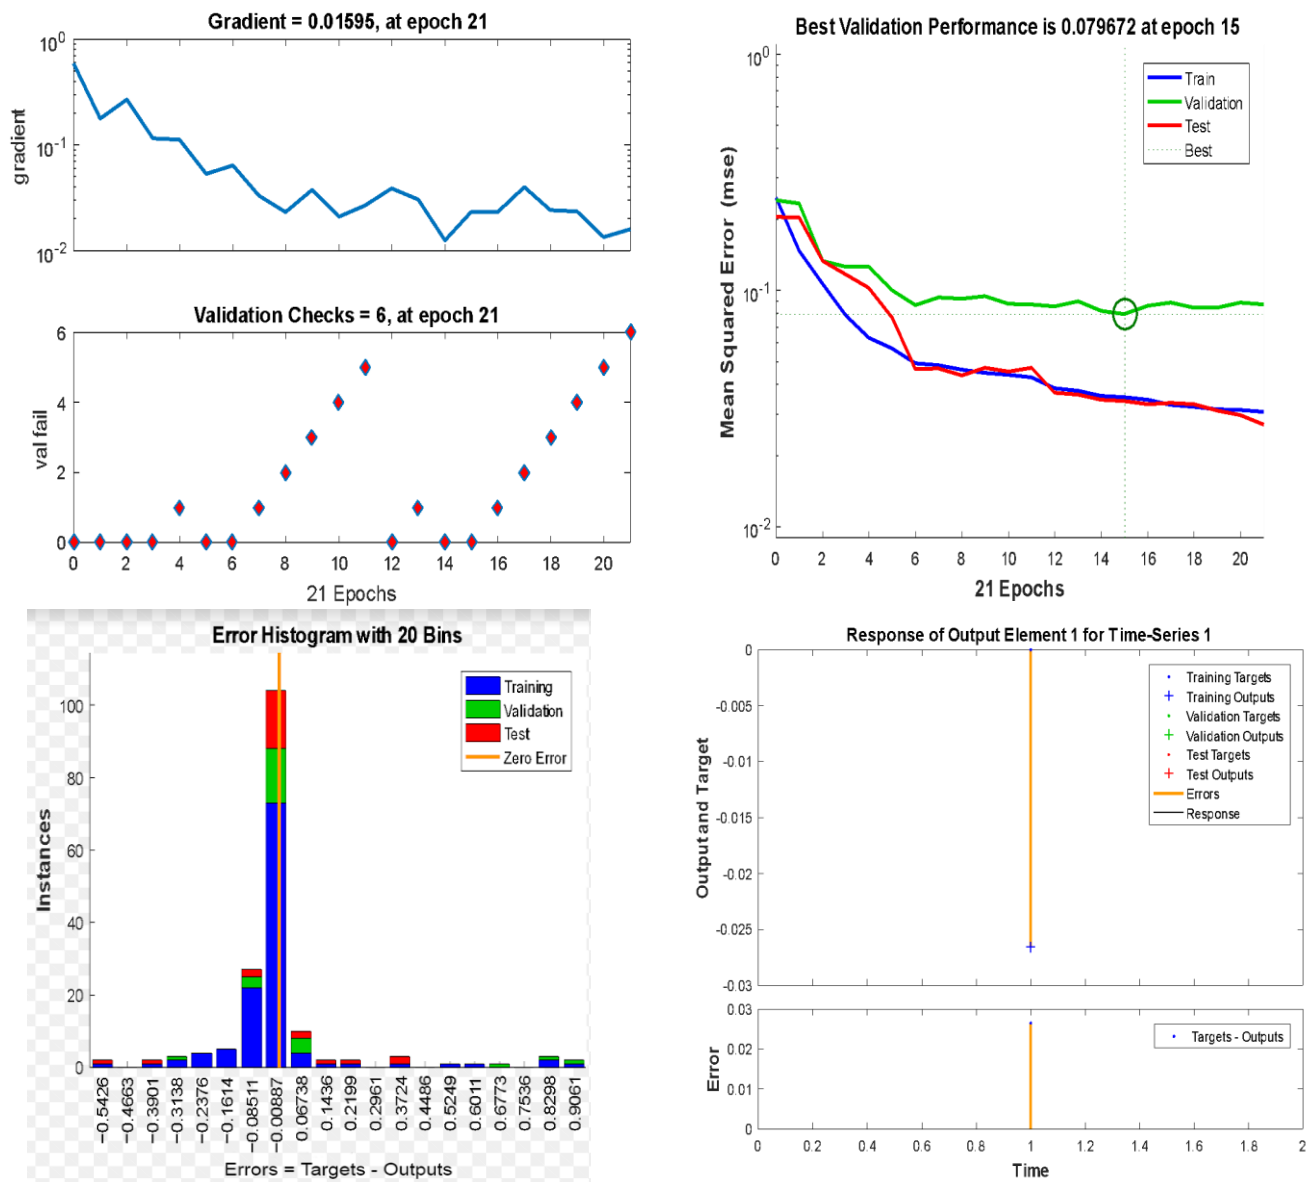 Gradient = 0.01595, at epoch 21
10^0
10^-1
10^-2
gradient
Validation Checks = 6, at epoch 21
6
4
2
0
val fail
0 2 4 6 8 10 12 14 16 18 20
21 Epochs
Best Validation Performance is 0.079672 at epoch 15
Train
Validation
Test
Best
10^0
10^-1
10^-2
Mean Squared Error (mse)
0 2 4 6 8 10 12 14 16 18 20
21 Epochs
Error Histogram with 20 Bins
Training
Validation
Test
Zero Error
100
80
60
40
20
0
Instances
−0.5426
−0.4663
−0.3901
−0.3138
−0.2376
−0.1614
−0.08511
−0.00887
0.06738
0.1436
0.2199
0.2961
0.3724
0.4486
0.5249
0.6011
0.6773
0.7536
0.8298
0.9061
Errors = Targets - Outputs
Response of Output Element 1 for Time-Series 1
Training Targets
Training Outputs
Validation Targets
Validation Outputs
Test Targets
Test Outputs
Errors
Response
0
-0.005
-0.01
-0.015
-0.02
-0.025
-0.03
Output and Target
Targets - Outputs
0.03
0.02
0.01
0
Error
0 0.2 0.4 0.6 0.8 1 1.2 1.4 1.6 1.8 2
Time